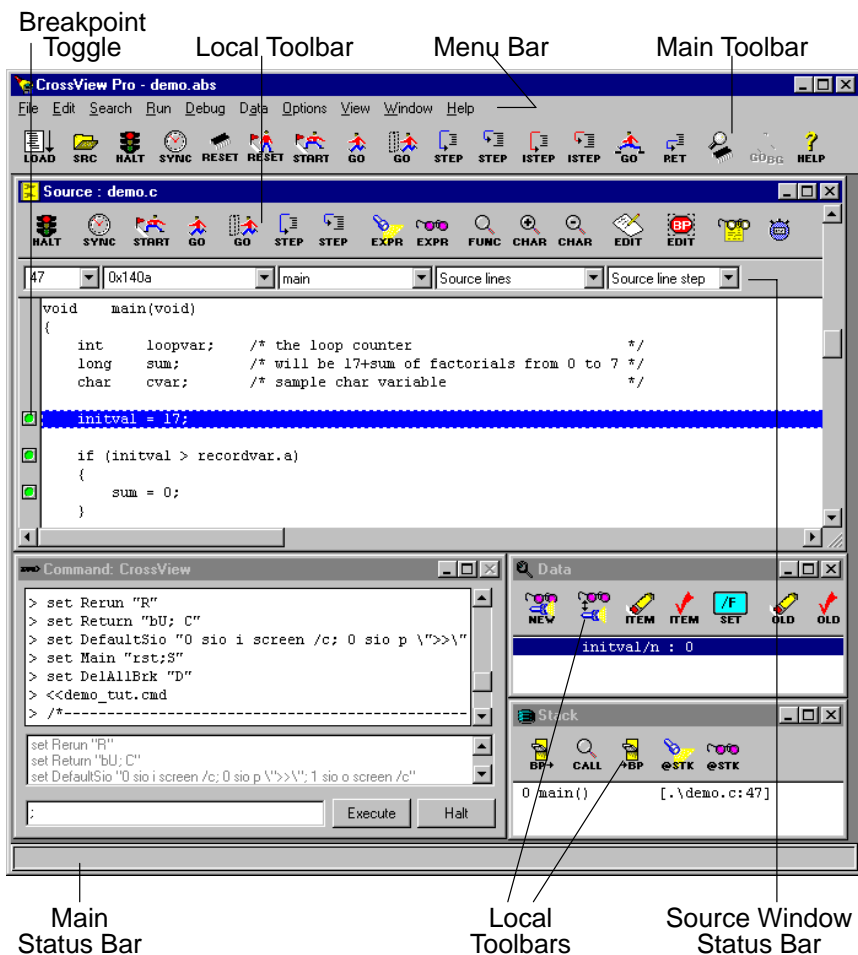 Breakpoint
Toggle
Local Toolbar
Menu Bar
Main Toolbar
CrossView Pro - demo.abs
File Edit Search Run Debug Data Options View Window Help
LOAD SRC HALT SYNC RESET RESET START GO GO STEP STEP ISTEP ISTEP GO RET GO BG HELP
Source : demo.c
HALT SYNC START GO GO STEP STEP EXPR EXPR FUNC CHAR CHAR EDIT BP EDIT
47 0x140a main Source lines Source line step
void main(void)
{
int loopvar; /* the loop counter */
long sum; /* will be 17+sum of factorials from 0 to 7 */
char cvar; /* sample char variable */
initval = 17;
if (initval > recordvar.a)
{
sum = 0;
}
Command: CrossView
> set Rerun "R"
> set Return "bU; C"
> set DefaultSio "0 sio i screen /c; 0 sio p \">>\"
> set Main "rst;S"
> set DelAllBrk "D"
> <<demo_tut.cmd
> /*-----------------------------------------------
set Rerun "R"
set Return "bU; C"
set DefaultSio "0 sio i screen /c; 0 sio p \">>\"; 1 sio o screen /c"
;
Execute Halt
Data
NEW ITEM ITEM /F SET OLD OLD
initval/n : 0
Stack
BP+ CALL +BP @STK @STK
0 main() [.\demo.c:47]
Main
Status Bar
Local
Toolbars
Source Window
Status Bar